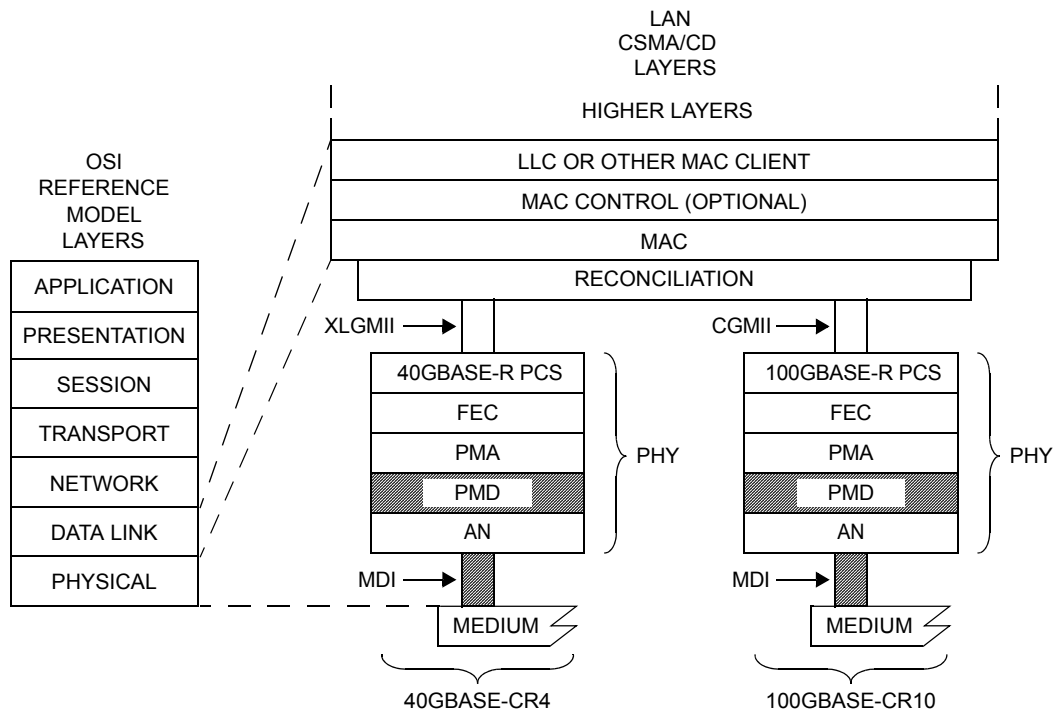 LAN
CSMA/CD
LAYERS
HIGHER LAYERS
LLC OR OTHER MAC CLIENT
MAC CONTROL (OPTIONAL)
MAC
RECONCILIATION
OSI
REFERENCE
MODEL
LAYERS
APPLICATION
PRESENTATION
SESSION
TRANSPORT
NETWORK
DATA LINK
PHYSICAL
XLGMII
40GBASE-R PCS
FEC
PMA
PMD
AN
PHY
MDI
MEDIUM
40GBASE-CR4
CGMII
100GBASE-R PCS
FEC
PMA
PMD
AN
PHY
MDI
MEDIUM
100GBASE-CR10